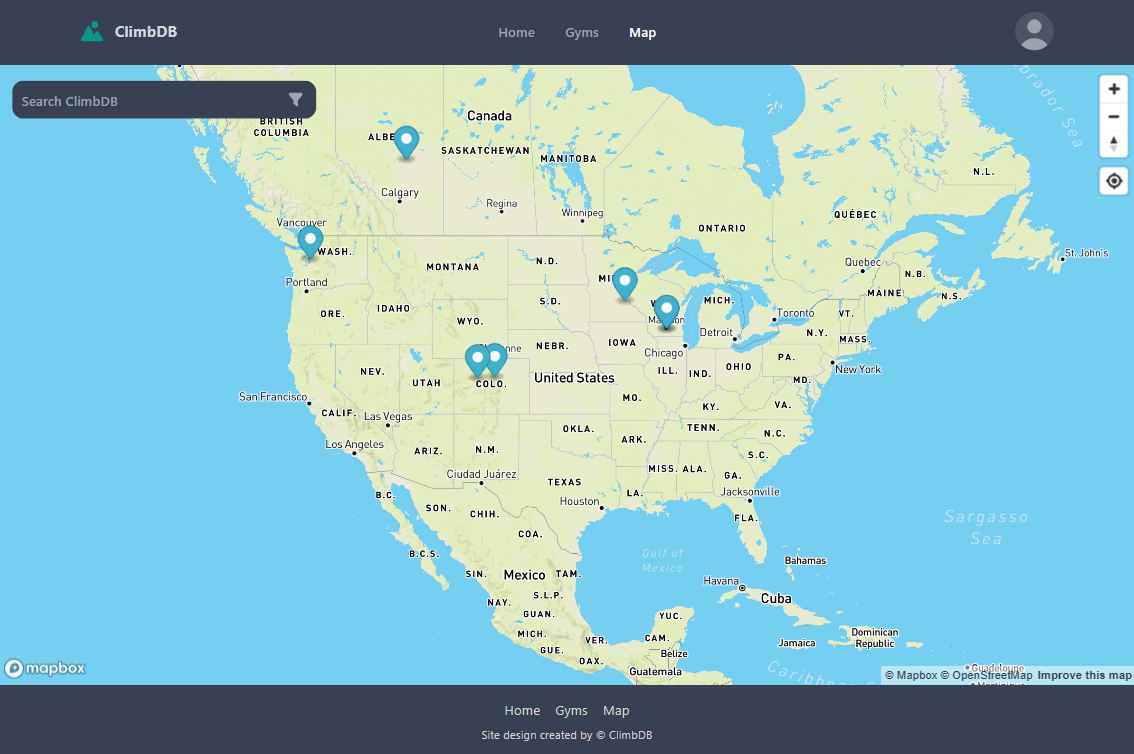 ClimbDB
Home Gyms Map
Search ClimbDB
Labrador Sea
Canada
BRITISH
COLUMBIA
SASKATCHEWAN
MANITOBA
N.L.
Calgary
Regina
Winnipeg
QUÉBEC
ONTARIO
Vancouver
WASH.
MONTANA
N.D.
Quebec
St. John's
N.B.
Portland
IDAHO
S.D.
MICH.
MAINE
N.S.
ORE.
WYO.
Toronto
VT.
Detroit
N.Y.
MASS.
NEBR.
IOWA
Chicago
PA.
NEV.
UTAH
COLO.
United States
ILL.
IND.
OHIO
New York
MD.
San Francisco
CALIF.
Las Vegas
MO.
KY.
VA.
OKLA.
TENN.
N.C.
Los Angeles
ARIZ.
N.M.
ARK.
S.C.
Ciudad Juárez
MISS.
ALA.
GA.
TEXAS
B.C.
SON.
CHIH.
Houston
LA.
Jacksonville
FLA.
Sargasso
Sea
COA.
B.C.S.
Gulf of
Mexico
Bahamas
SIN.
Mexico
TAM.
Havana
Cuba
NAY.
S.L.P.
GUAN.
YUC.
MICH.
VER.
CAM.
Jamaica
Dominican
Republic
GUE.
OAX.
Belize
Guatemala
Caribbean
Guadeloupe
mapbox
© Mapbox © OpenStreetMap Improve this map
Home Gyms Map
Site design created by © ClimbDB